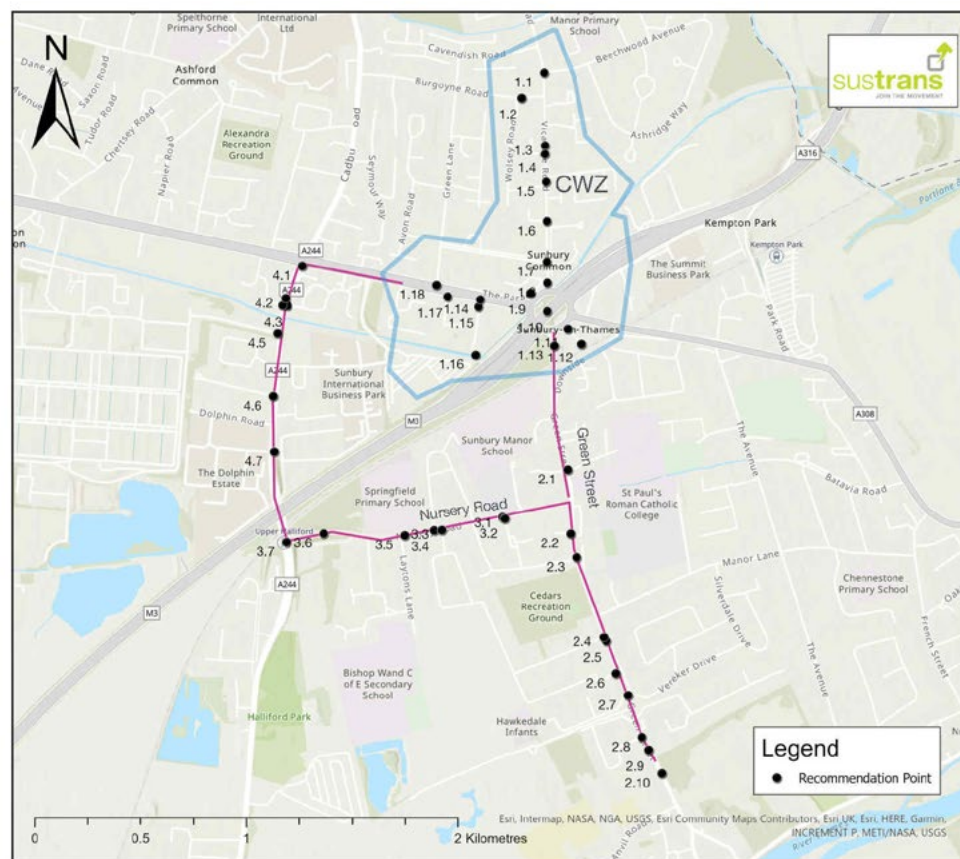 Manor Primary
School
Spelthorne
Primary School
International
Ltd
N
Cavendish Road
Beechwood Avenue
sustrans
JOIN THE MOVEMENT
Dane Road
Saxon Road
Tudor Road
Chertsey Road
Ashford
Common
Burgoyne Road
1.1
1.2
Ashridge Way
Avenue
Napier Road
Alexandra
Recreation
Ground
Seymour Way
Green Lane
Wolsey Road
1.3
1.4
1.5
CWZ
A316
Avon Road
1.6
Kempton Park
Kempton Park
A244
4.1
1.7
Sunbury
Common
The Summit
Business Park
A244
4.2
4.3
1.18
1.17
1.14
1.15
The Park
1.9
1.10
Sunbury-on-Thames
4.5
1.11
1.13
1.12
1.16
Park Road
A244
Sunbury
International
Business Park
Downside
4.6
Dolphin Road
M3
A308
Sunbury Manor
School
Green Street
The Avenue
4.7
The Dolphin
Estate
2.1
Batavia Road
Springfield
Primary School
Nursery Road
St Paul's
Roman Catholic
College
Upper Halliford
3.7
3.6
3.5
3.3
3.4
3.1
3.2
2.2
2.3
Manor Lane
A244
M3
Laytons Lane
Silverdale Drive
Chennestone
Primary School
Cedars
Recreation
Ground
2.4
2.5
French Street
The Avenue
Bishop Wand C
of E Secondary
School
2.6
2.7
Vereker Drive
Halliford Park
Hawkedale
Infants
2.8
2.9
2.10
Legend
Recommendation Point
0
0.5
1
2 Kilometres
Anvil Road
Esri, Intermap, NASA, NGA, USGS, Esri Community Maps Contributors, Esri UK, Esri, HERE, Garmin,
INCREMENT P, METI/NASA, USGS